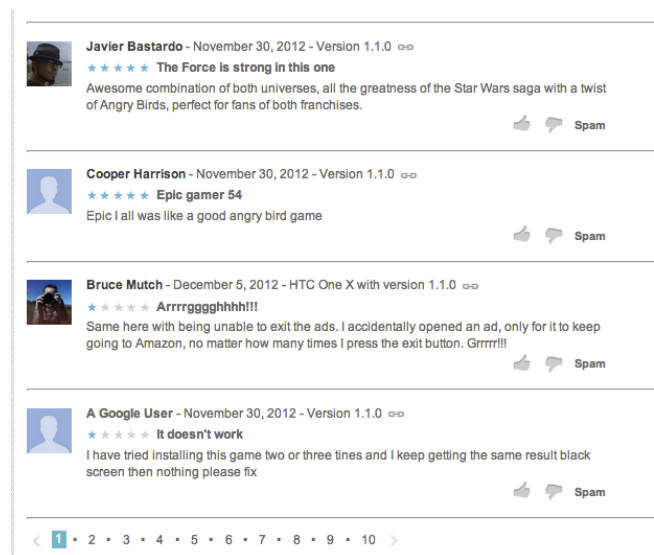 Javier Bastardo - November 30, 2012 - Version 1.1.0
The Force is strong in this one
Awesome combination of both universes, all the greatness of the Star Wars saga with a twist
of Angry Birds, perfect for fans of both franchises.
Spam
Cooper Harrison - November 30, 2012 - Version 1.1.0
Epic gamer 54
Epic I all was like a good angry bird game
Spam
Bruce Mutch - December 5, 2012 - HTC One X with version 1.1.0
Arrrrgggghhhh!!!
Same here with being unable to exit the ads. I accidentally opened an ad, only for it to keep
going to Amazon, no matter how many times I press the exit button. Grrrrr!!!
Spam
A Google User - November 30, 2012 - Version 1.1.0
It doesn't work
I have tried installing this game two or three tines and I keep getting the same result black
screen then nothing please fix
Spam
< 1 • 2 • 3 • 4 • 5 • 6 • 7 • 8 • 9 • 10 >